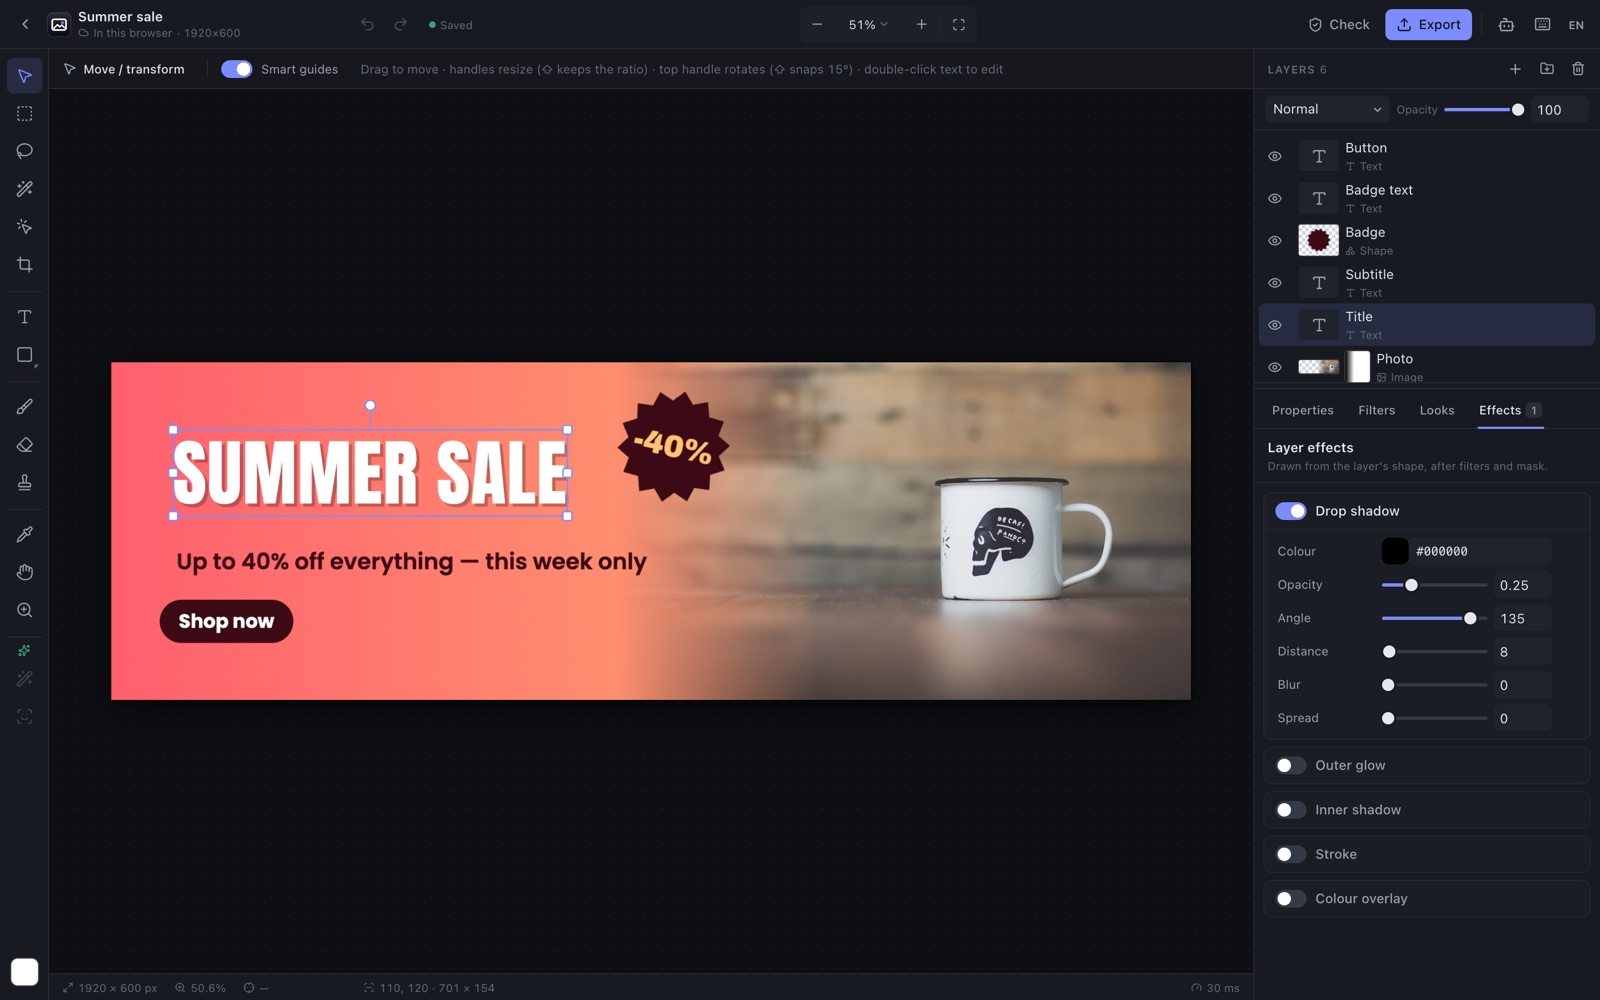 Summer sale
In this browser · 1920×600
Saved
51%
Check
Export
EN
Move / transform
Smart guides
Drag to move · handles resize (⇧ keeps the ratio) · top handle rotates (⇧ snaps 15°) · double-click text to edit
LAYERS 6
Normal
Opacity
100
Button
Text
Badge text
Text
Badge
Shape
Subtitle
Text
Title
Text
Photo
Image
Properties
Filters
Looks
Effects 1
Layer effects
Drawn from the layer's shape, after filters and mask.
Drop shadow
Colour
#000000
Opacity
0.25
Angle
135
Distance
8
Blur
0
Spread
0
Outer glow
Inner shadow
Stroke
Colour overlay
SUMMER SALE
-40%
Up to 40% off everything — this week only
Shop now
DECAF!
1920 × 600 px
50.6%
—
110, 120 · 701 × 154
30 ms